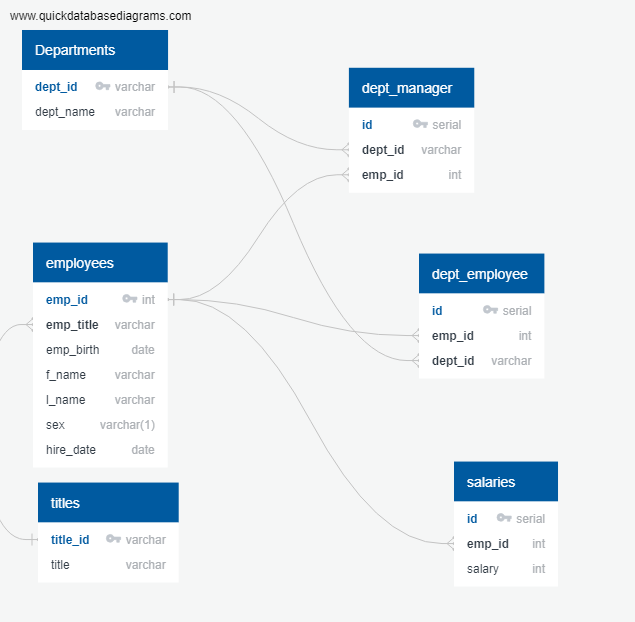 www.quickdatabasediagrams.com
Departments
dept_id varchar
dept_name varchar
dept_manager
id serial
dept_id varchar
emp_id int
employees
emp_id int
emp_title varchar
emp_birth date
f_name varchar
l_name varchar
sex varchar(1)
hire_date date
dept_employee
id serial
emp_id int
dept_id varchar
titles
title_id varchar
title varchar
salaries
id serial
emp_id int
salary int